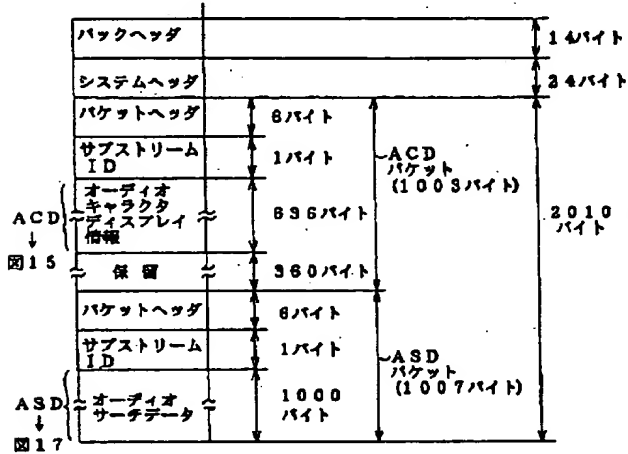 パックヘッダ
14バイト
システムヘッダ
24バイト
パケットヘッダ
6バイト
サブストリーム
ID
1バイト
オーディオ
キャラクタ
ディスプレイ
情報
636バイト
ACD
↓
図15
ACD
パケット
(1003バイト)
2010
バイト
保留
360バイト
パケットヘッダ
6バイト
サブストリーム
ID
1バイト
ASD
パケット
(1007バイト)
ASD
↓
図17
オーディオ
サーチデータ
1000
バイト